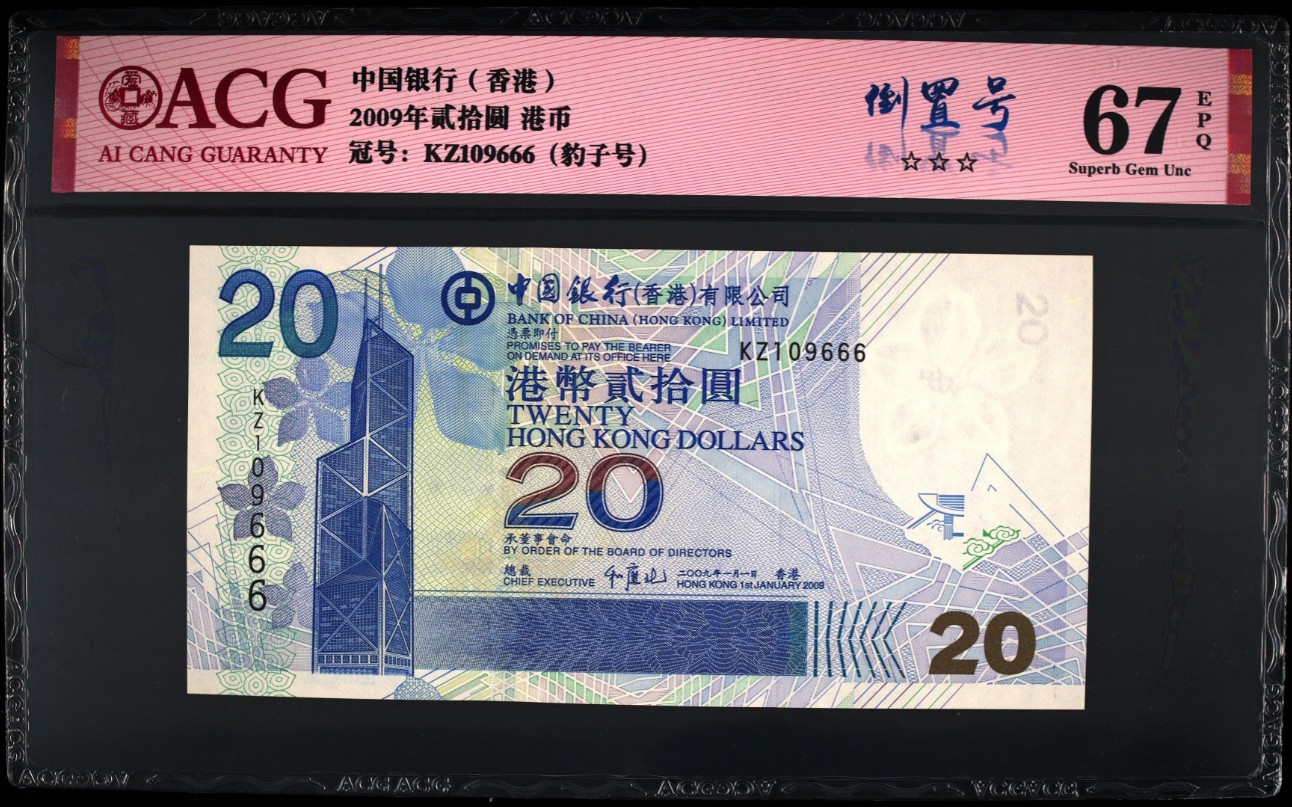 ACG
AI CANG GUARANTY
中国银行（香港）
2009年贰拾圆 港币
冠号：KZ109666（豹子号）
倒置号
☆☆☆
67
EPQ
Superb Gem Unc
20
中國銀行(香港)有限公司
BANK OF CHINA (HONG KONG) LIMITED
憑票即付
PROMISES TO PAY THE BEARER
ON DEMAND AT ITS OFFICE HERE
KZ109666
港幣貳拾圓
TWENTY
HONG KONG DOLLARS
20
承董事會命
BY ORDER OF THE BOARD OF DIRECTORS
總裁
CHIEF EXECUTIVE
二〇〇九年一月一日 香港
HONG KONG 1st JANUARY 2009
KZ109666
20
20